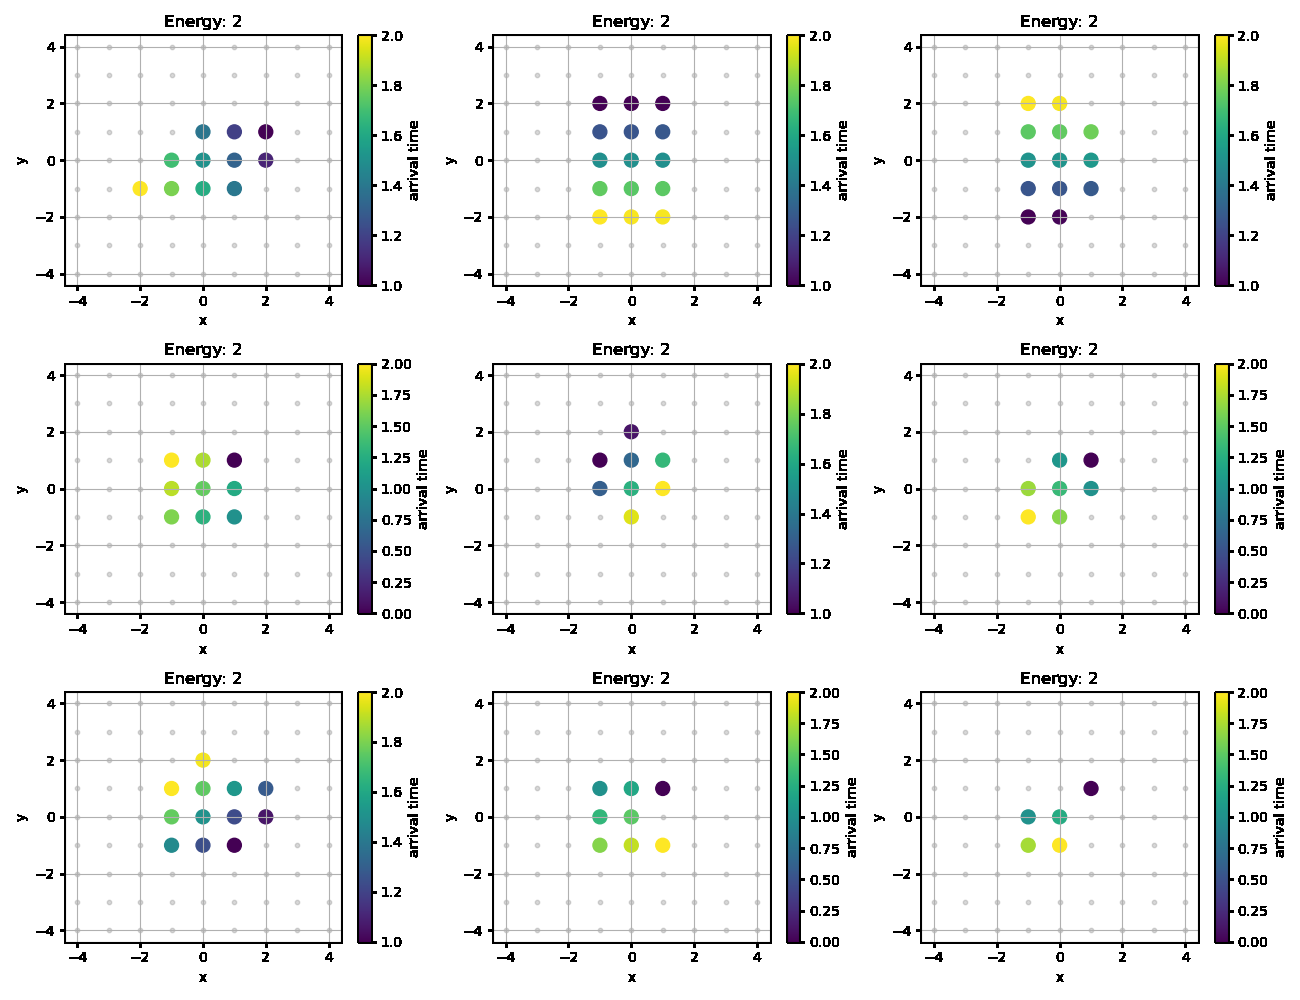 Energy: 2 Energy: 2 Energy: 2
4 2.0 4 2.0 4 2.0
2 1.8 2 1.8 2 1.8
y 0 1.6 arrival time y 0 1.6 arrival time y 0 1.6 arrival time
−2 1.4 −2 1.4 −2 1.4
1.2 1.2 1.2
−4 1.0 −4 1.0 −4 1.0
−4 −2 0 2 4 −4 −2 0 2 4 −4 −2 0 2 4
x x x
Energy: 2 Energy: 2 Energy: 2
4 2.00 4 2.0 4 2.00
1.75 1.75
2 1.50 2 1.8 2 1.50
1.25 1.6 1.25
y 0 1.00 arrival time y 0 arrival time y 0 1.00 arrival time
0.75 1.4 0.75
−2 0.50 −2 1.2 −2 0.50
0.25 0.25
−4 0.00 −4 1.0 −4 0.00
−4 −2 0 2 4 −4 −2 0 2 4 −4 −2 0 2 4
x x x
Energy: 2 Energy: 2 Energy: 2
4 2.0 4 2.00 4 2.00
1.75 1.75
2 1.8 2 1.50 2 1.50
1.6 1.25 1.25
y 0 arrival time y 0 1.00 arrival time y 0 1.00 arrival time
1.4 0.75 0.75
−2 1.2 −2 0.50 −2 0.50
0.25 0.25
−4 1.0 −4 0.00 −4 0.00
−4 −2 0 2 4 −4 −2 0 2 4 −4 −2 0 2 4
x x x